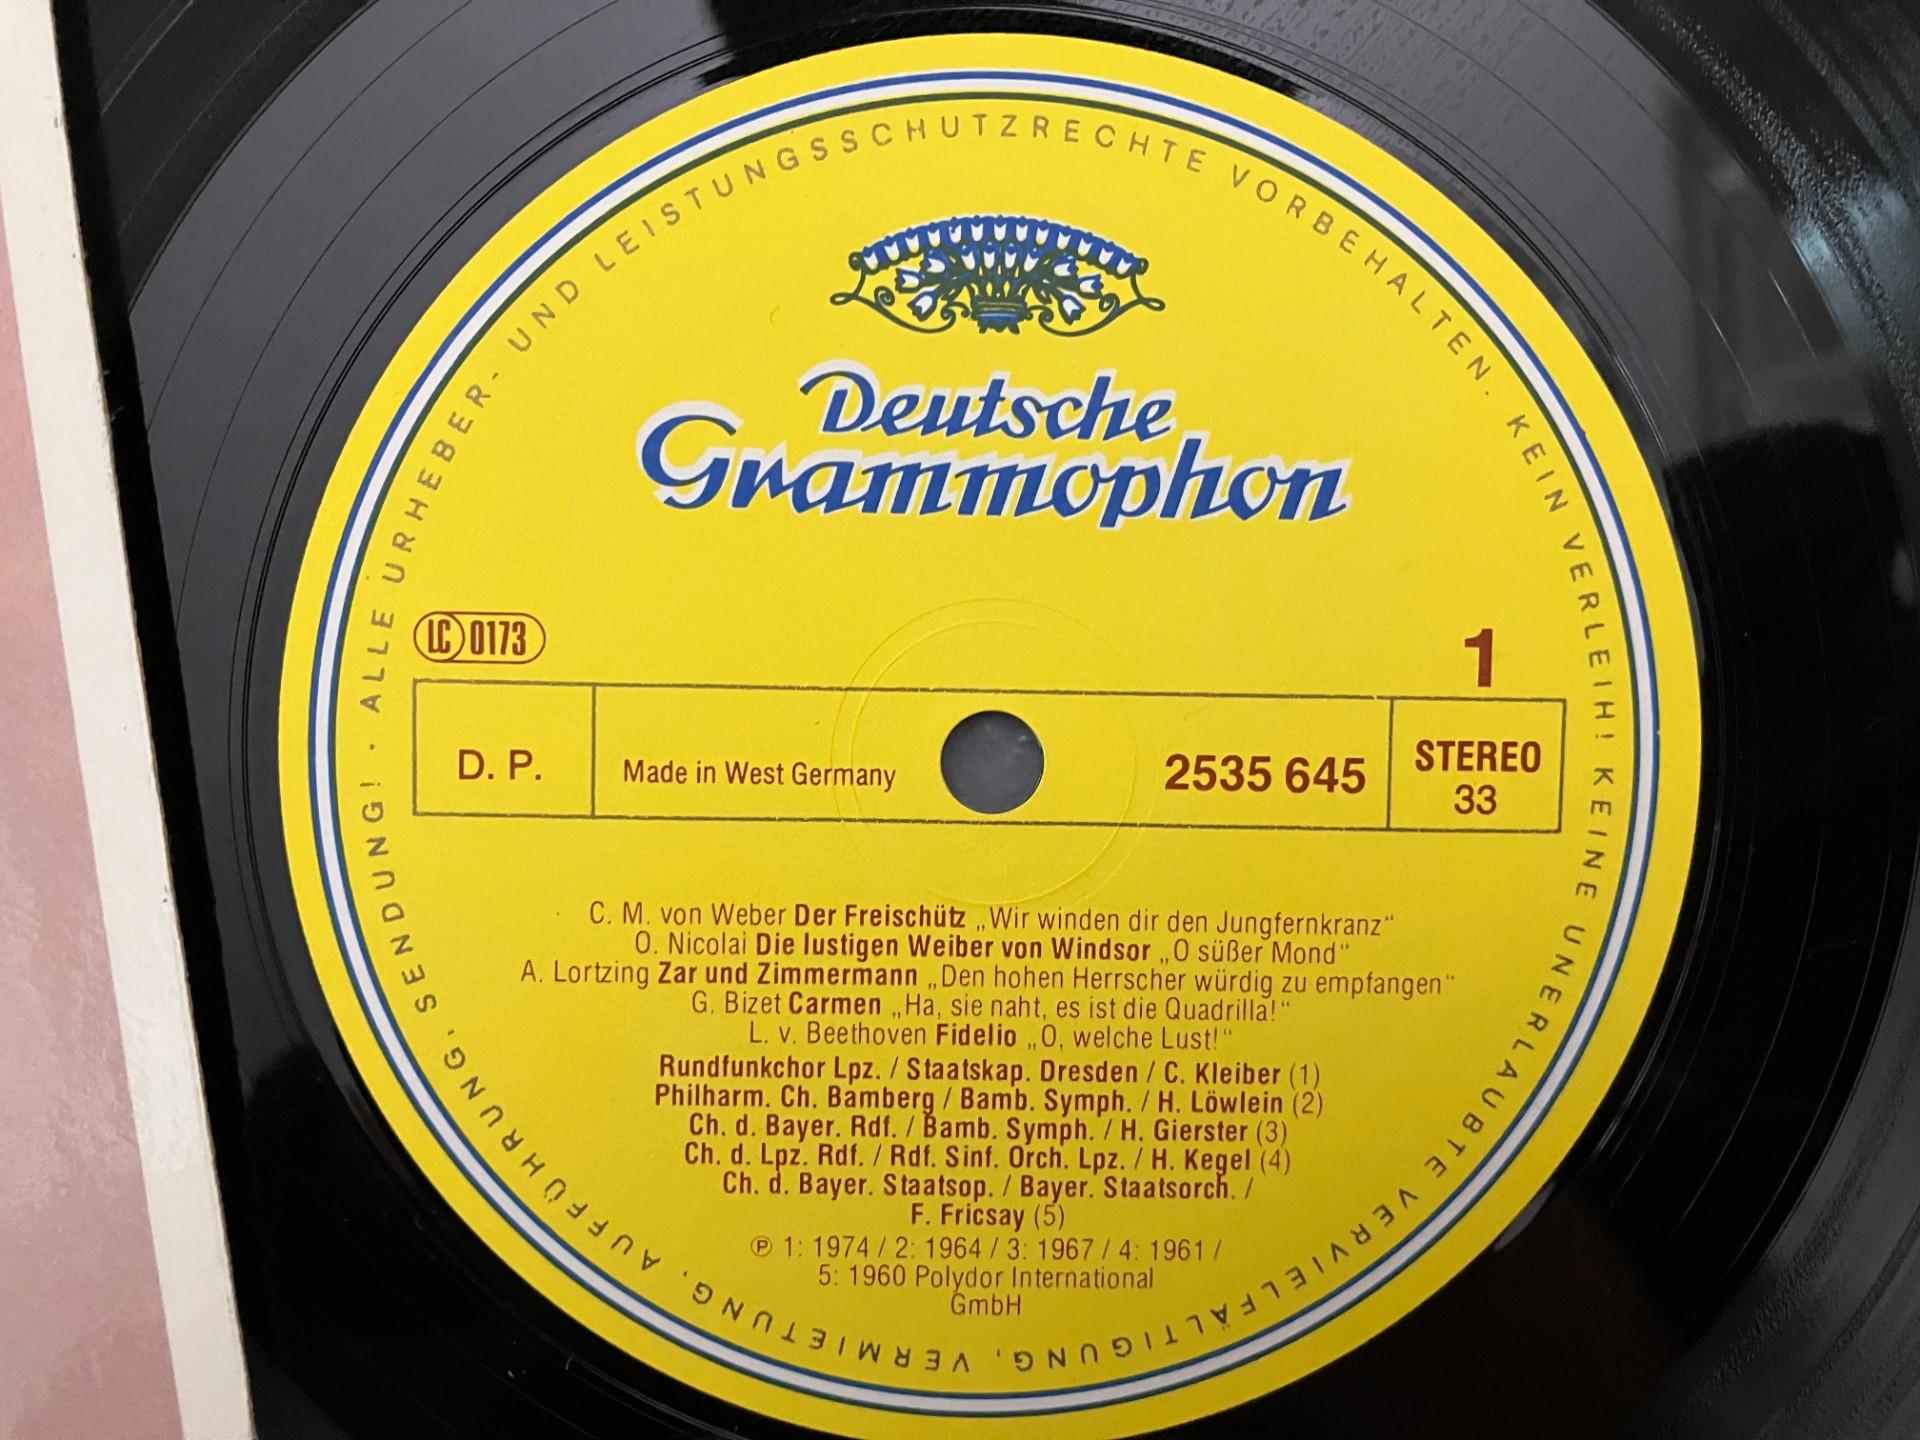 ALLE URHEBER- UND LEISTUNGSSCHUTZRECHTE VORBEHALTEN. KEIN VERLEIH! KEINE UNERLAUBTE VERVIELFÄLTIGUNG, VERMIETUNG, AUFFÜHRUNG, SENDUNG! ·
Deutsche
Grammophon
LC 0173
1
D. P.
Made in West Germany
2535 645
STEREO
33
C. M. von Weber Der Freischütz „Wir winden dir den Jungfernkranz“
O. Nicolai Die lustigen Weiber von Windsor „O süßer Mond“
A. Lortzing Zar und Zimmermann „Den hohen Herrscher würdig zu empfangen“
G. Bizet Carmen „Ha, sie naht, es ist die Quadrilla!“
L. v. Beethoven Fidelio „O, welche Lust!“
Rundfunkchor Lpz. / Staatskap. Dresden / C. Kleiber (1)
Philharm. Ch. Bamberg / Bamb. Symph. / H. Löwlein (2)
Ch. d. Bayer. Rdf. / Bamb. Symph. / H. Gierster (3)
Ch. d. Lpz. Rdf. / Rdf. Sinf. Orch. Lpz. / H. Kegel (4)
Ch. d. Bayer. Staatsop. / Bayer. Staatsorch. /
F. Fricsay (5)
℗ 1: 1974 / 2: 1964 / 3: 1967 / 4: 1961 /
5: 1960 Polydor International
GmbH